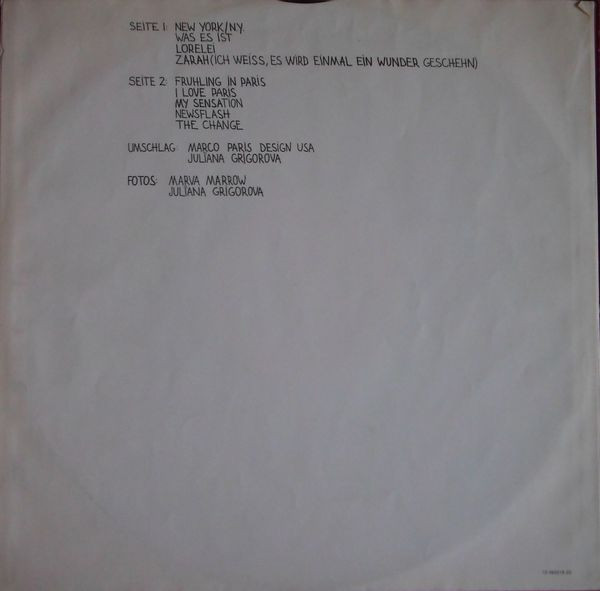 SEITE 1: NEW YORK/NY.
WAS ES IST
LORELEI
ZARAH (ICH WEISS, ES WIRD EINMAL EIN WUNDER GESCHEHN)
SEITE 2: FRUHLING IN PARIS
I LOVE PARIS
MY SENSATION
NEWSFLASH
THE CHANGE
UMSCHLAG: MARCO PARIS DESIGN USA
JULIANA GRIGOROVA
FOTOS: MARVA MARROW
JULIANA GRIGOROVA